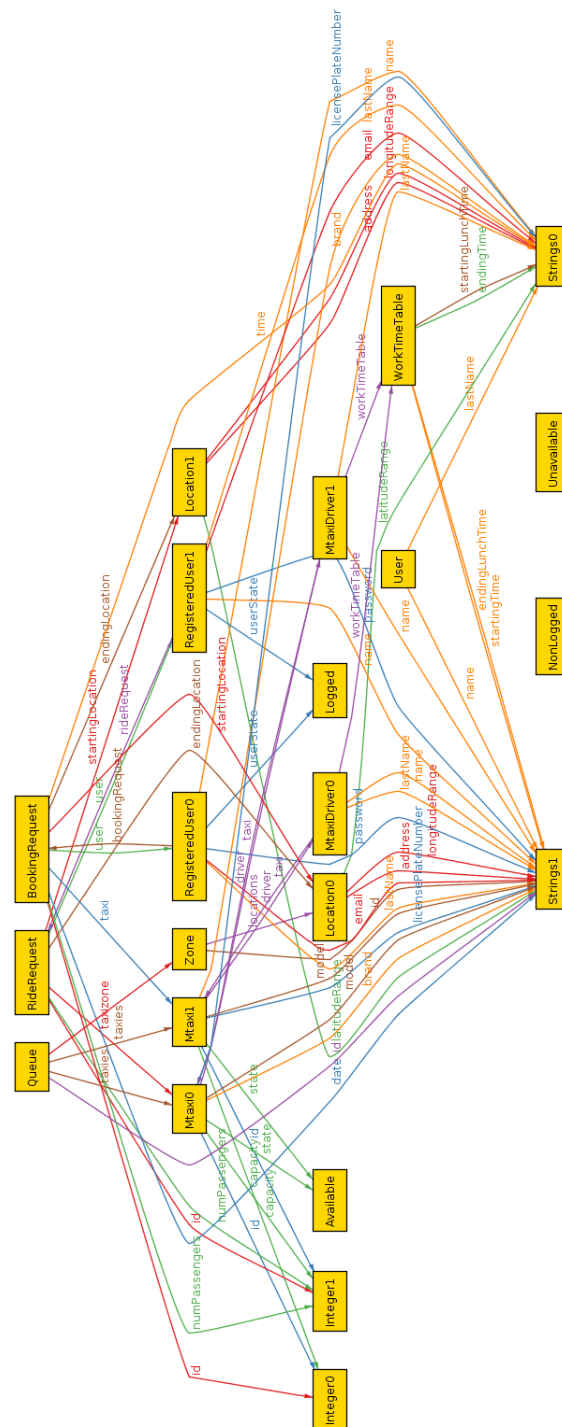 Queue
RideRequest
BookingRequest
taxies
taxies
taxizone
taxi
user
user
bookingRequest
startingLocation
rideRequest
endingLocation
Mtaxi0
Mtaxi1
Zone
RegisteredUser0
RegisteredUser1
Location1
id
numPassengers
id
numPassengers
endingLocation
startingLocation
time
id
capacity
id
capacity
state
state
locations
driver
driver
taxi
taxi
userState
userState
Integer0
Integer1
Available
Location0
MtaxiDriver0
Logged
MtaxiDriver1
date
id
latitudeRange
model
model
brand
email
password
name
password
workTimeTable
workTimeTable
latitudeRange
brand
licensePlateNumber
id
lastName
licensePlateNumber
address
longitudeRange
lastName
name
User
WorkTimeTable
address
email
lastName
name
longitudeRange
lastName
name
name
endingLunchTime
startingTime
lastName
startingLunchTime
endingTime
Strings1
NonLogged
Unavailable
Strings0